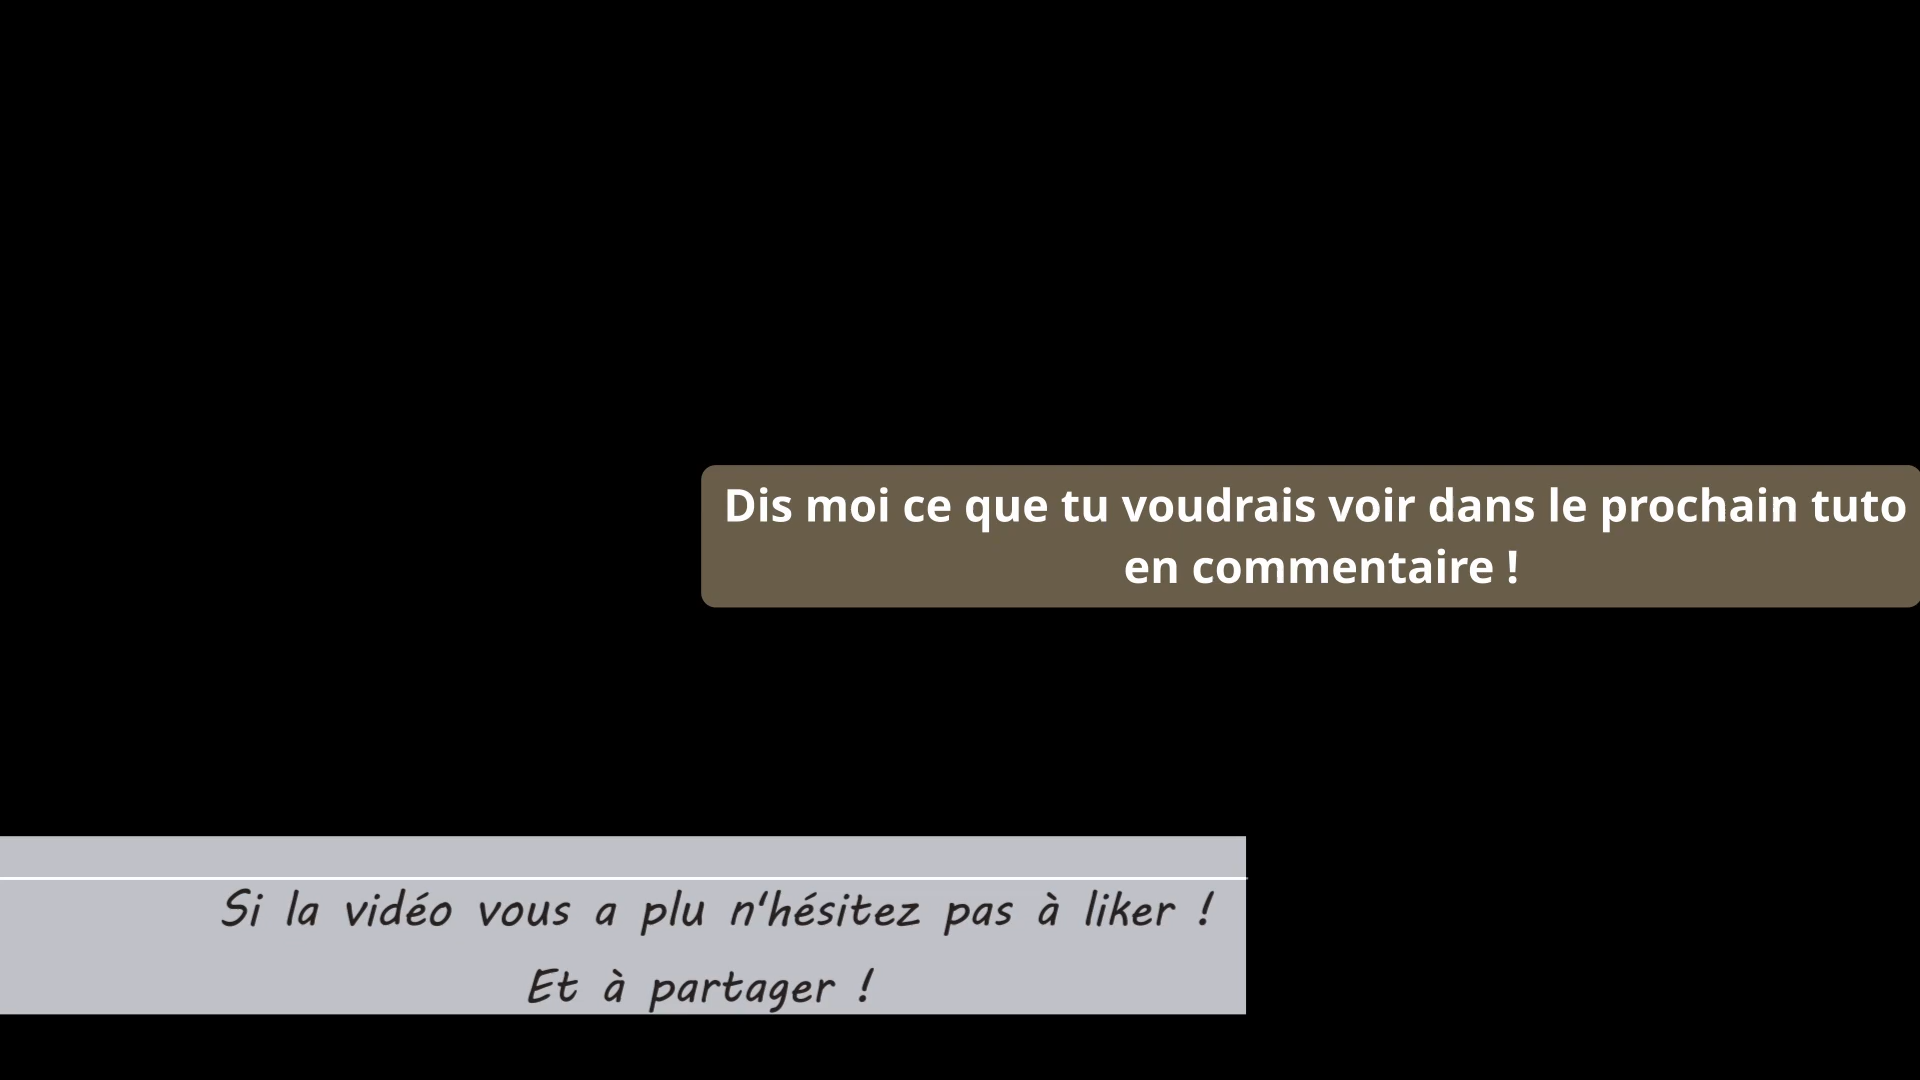 Dis moi ce que tu voudrais voir dans le prochain tuto
en commentaire !
Si la vidéo vous a plu n'hésitez pas à liker !
Et à partager !